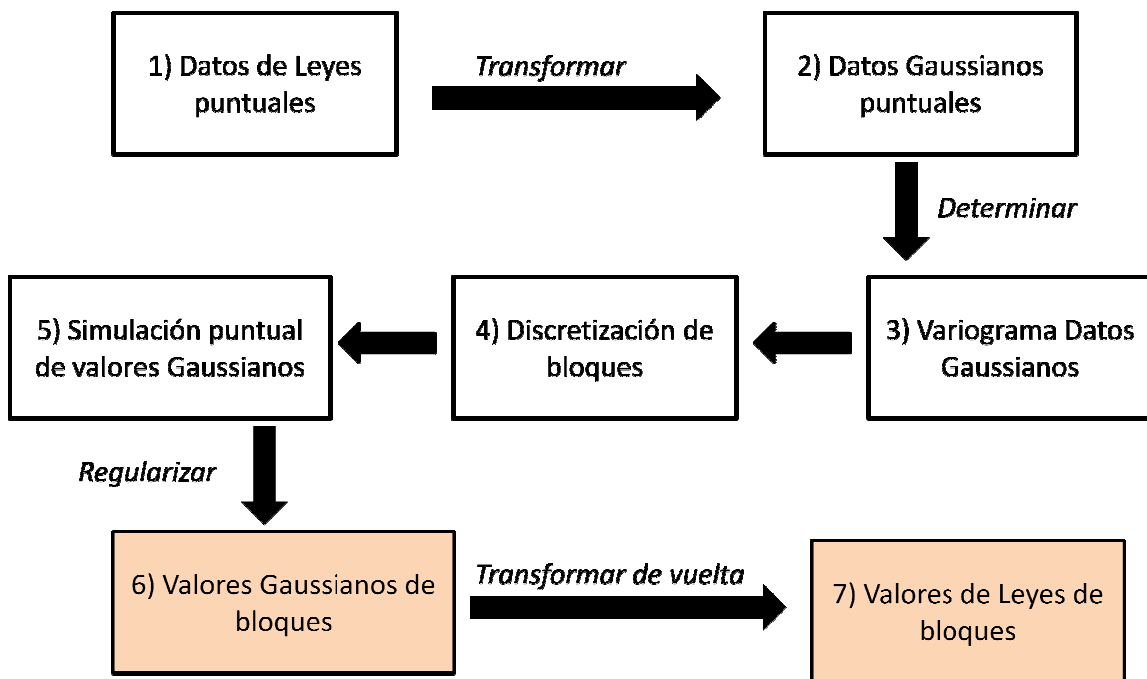 1) Datos de Leyes
puntuales
Transformar
2) Datos Gaussianos
puntuales
Determinar
3) Variograma Datos
Gaussianos
4) Discretización de
bloques
5) Simulación puntual
de valores Gaussianos
Regularizar
6) Valores Gaussianos de
bloques
Transformar de vuelta
7) Valores de Leyes de
bloques